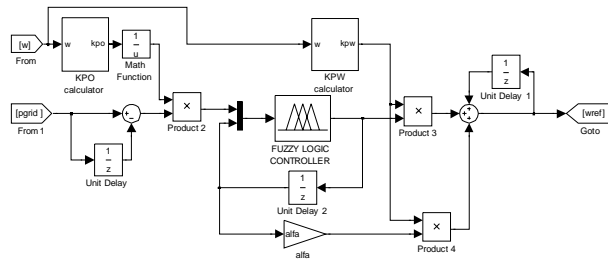 [w]
From
w
kpo
KPO
calculator
1
u
Math
Function
w
kpw
KPW
calculator
1
z
Unit Delay 1
[pgrid ]
From 1
+
−
×
Product 2
FUZZY LOGIC
CONTROLLER
×
Product 3
+
+
+
[wref]
Goto
1
z
Unit Delay
1
z
Unit Delay 2
alfa
alfa
×
Product 4